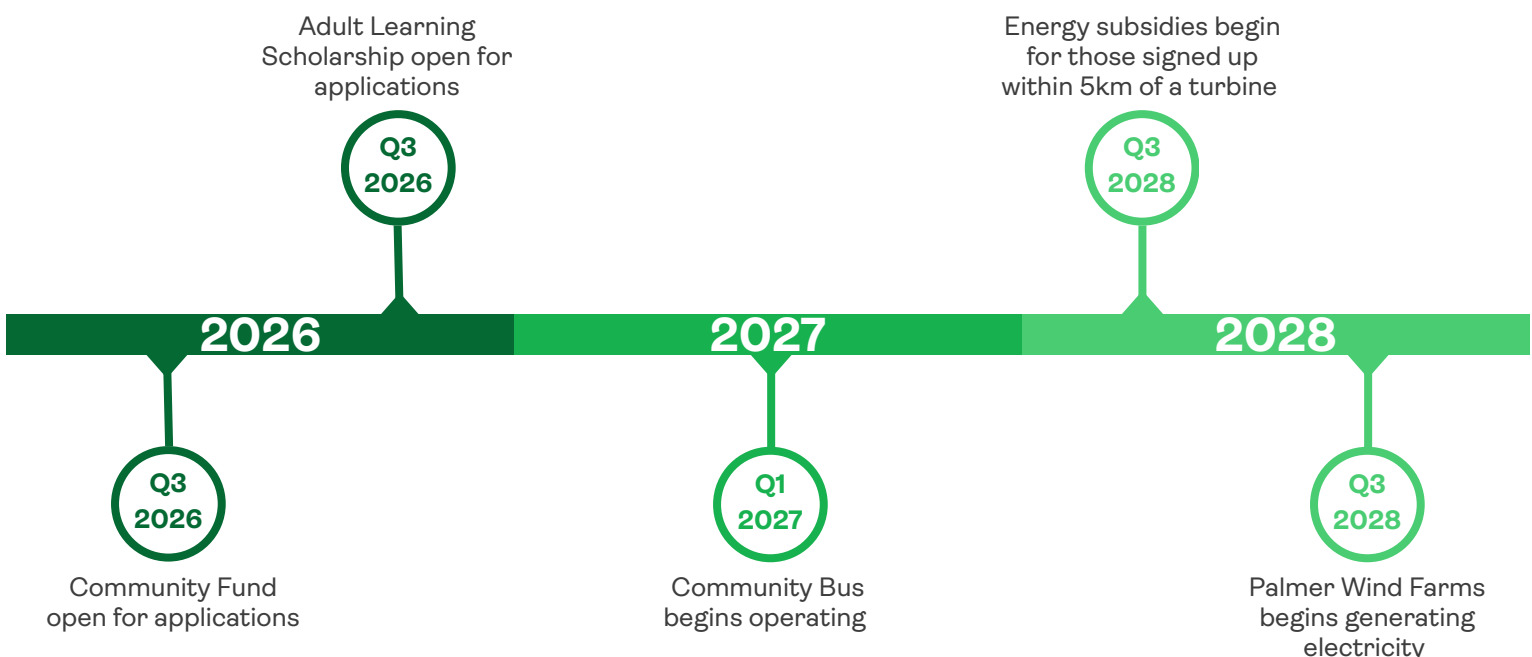 Adult Learning
Scholarship open for
applications
Energy subsidies begin
for those signed up
within 5km of a turbine
Q3
2026
Q3
2028
2026
2027
2028
Q3
2026
Q1
2027
Q3
2028
Community Fund
open for applications
Community Bus
begins operating
Palmer Wind Farms
begins generating
electricity